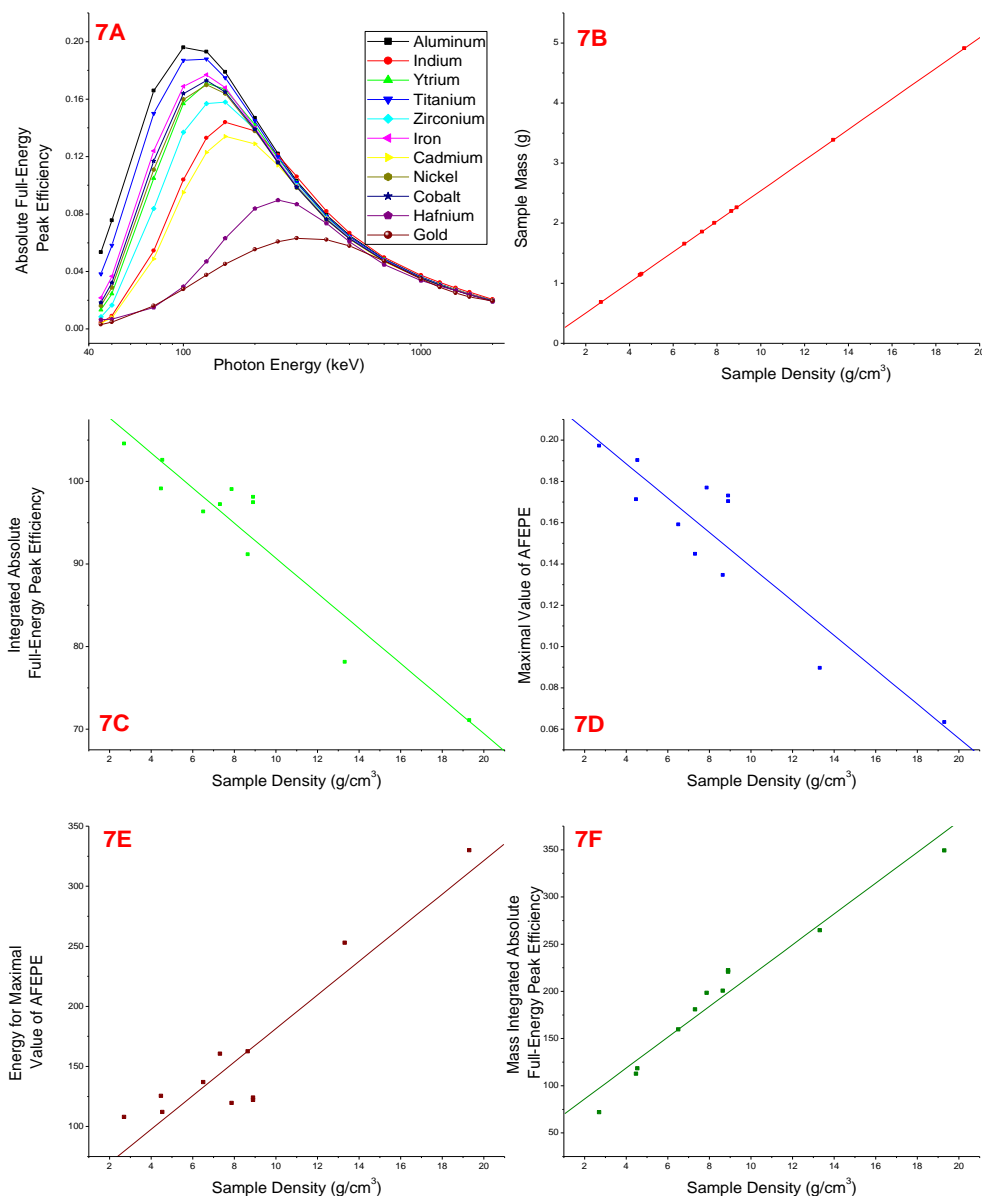 7A
0.20
0.16
0.12
0.08
0.04
0.00
Absolute Full-Energy
Peak Efficiency
Aluminum
Indium
Ytrium
Titanium
Zirconium
Iron
Cadmium
Nickel
Cobalt
Hafnium
Gold
40
100
1000
Photon Energy (keV)
7B
5
4
3
2
1
0
Sample Mass (g)
2 4 6 8 10 12 14 16 18 20
Sample Density (g/cm³)
100
90
80
70
Integrated Absolute
Full-Energy Peak Efficiency
7C
2 4 6 8 10 12 14 16 18 20
Sample Density (g/cm³)
0.20
0.18
0.16
0.14
0.12
0.10
0.08
0.06
Maximal Value of AFEPE
7D
2 4 6 8 10 12 14 16 18 20
Sample Density (g/cm³)
7E
350
300
250
200
150
100
Energy for Maximal
Value of AFEPE
2 4 6 8 10 12 14 16 18 20
Sample Density (g/cm³)
7F
350
300
250
200
150
100
50
Mass Integrated Absolute
Full-Energy Peak Efficiency
2 4 6 8 10 12 14 16 18 20
Sample Density (g/cm³)